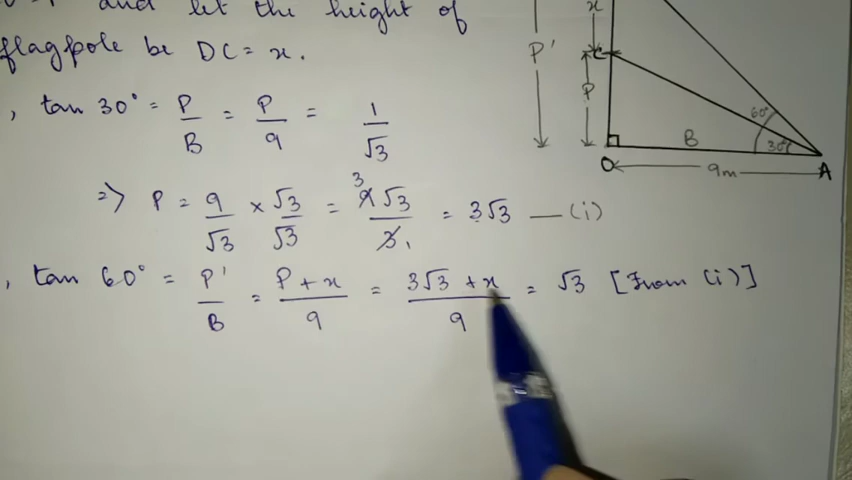 and let the height of
flagpole be DC = x.
, tan 30° = P/B = P/9 = 1/√3
=> P = 9/√3 × √3/√3 = 9√3/3 = 3√3 — (i)
, tan 60° = P'/B = P+x/9 = 3√3 + x/9 = √3 [From (i)]
x
P'
C
P
60°
B
30°
O
9m
A